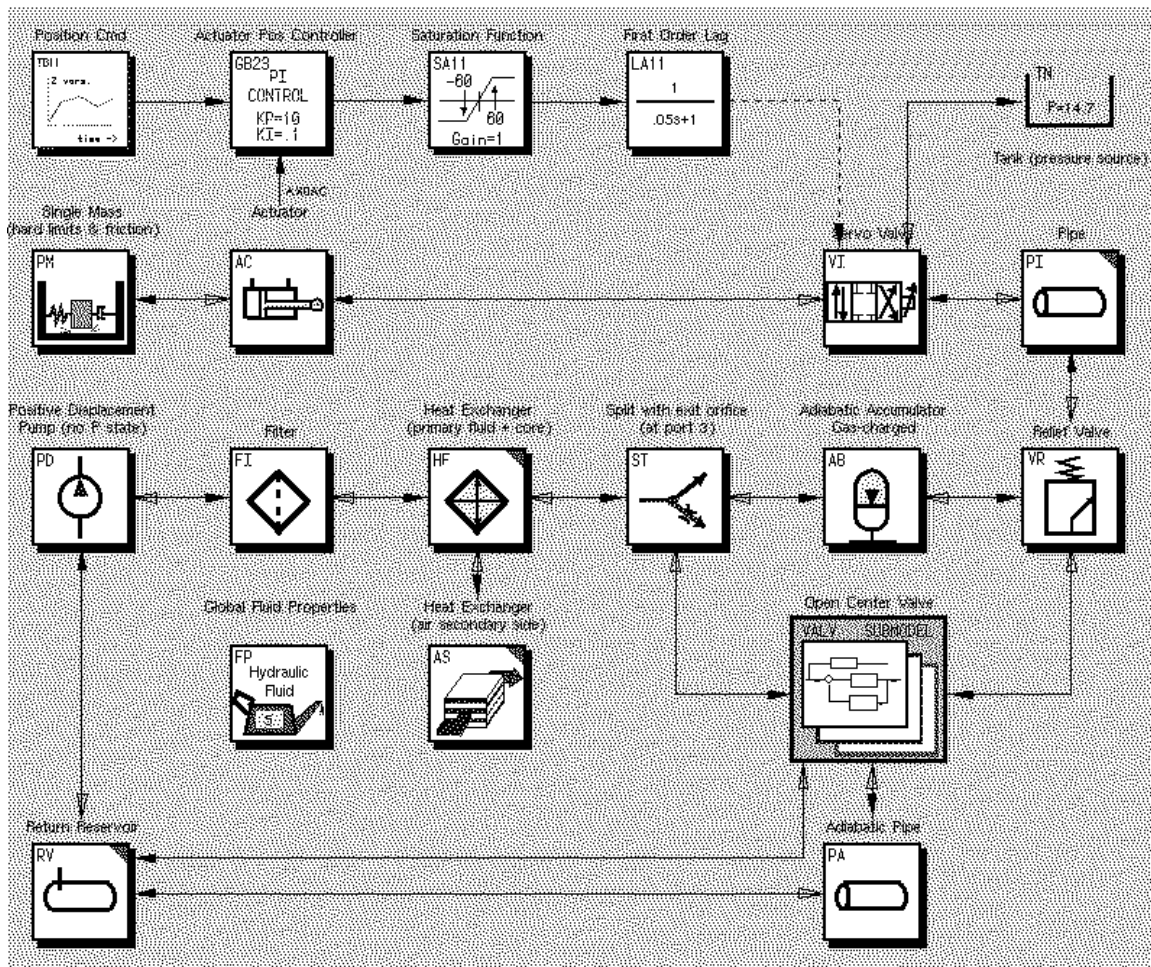 Position Cmd
Actuator Pos Controller
Saturation Function
First Order Lag
TB11
2 vars.
time ->
GB23
PI
CONTROL
KP=10
KI=.1
SA11
-60
60
Gain=1
LA11
1
.05s+1
TN
P=14.7
Tank (pressure source)
Single Mass
(hard limits & friction)
Actuator
Servo Valve
Pipe
PM
AC
VI
PI
Positive Displacement
Pump (no P state)
Filter
Heat Exchanger
(primary fluid + core)
Split with exit orifice
(at port 3)
Adiabatic Accumulator
Gas-charged
Relief Valve
PD
FI
HF
ST
AB
VR
Global Fluid Properties
Heat Exchanger
(air secondary side)
Open Center Valve
FP
Hydraulic
Fluid
5
AS
VALV SUBMODEL
Return Reservoir
Adiabatic Pipe
RV
PA